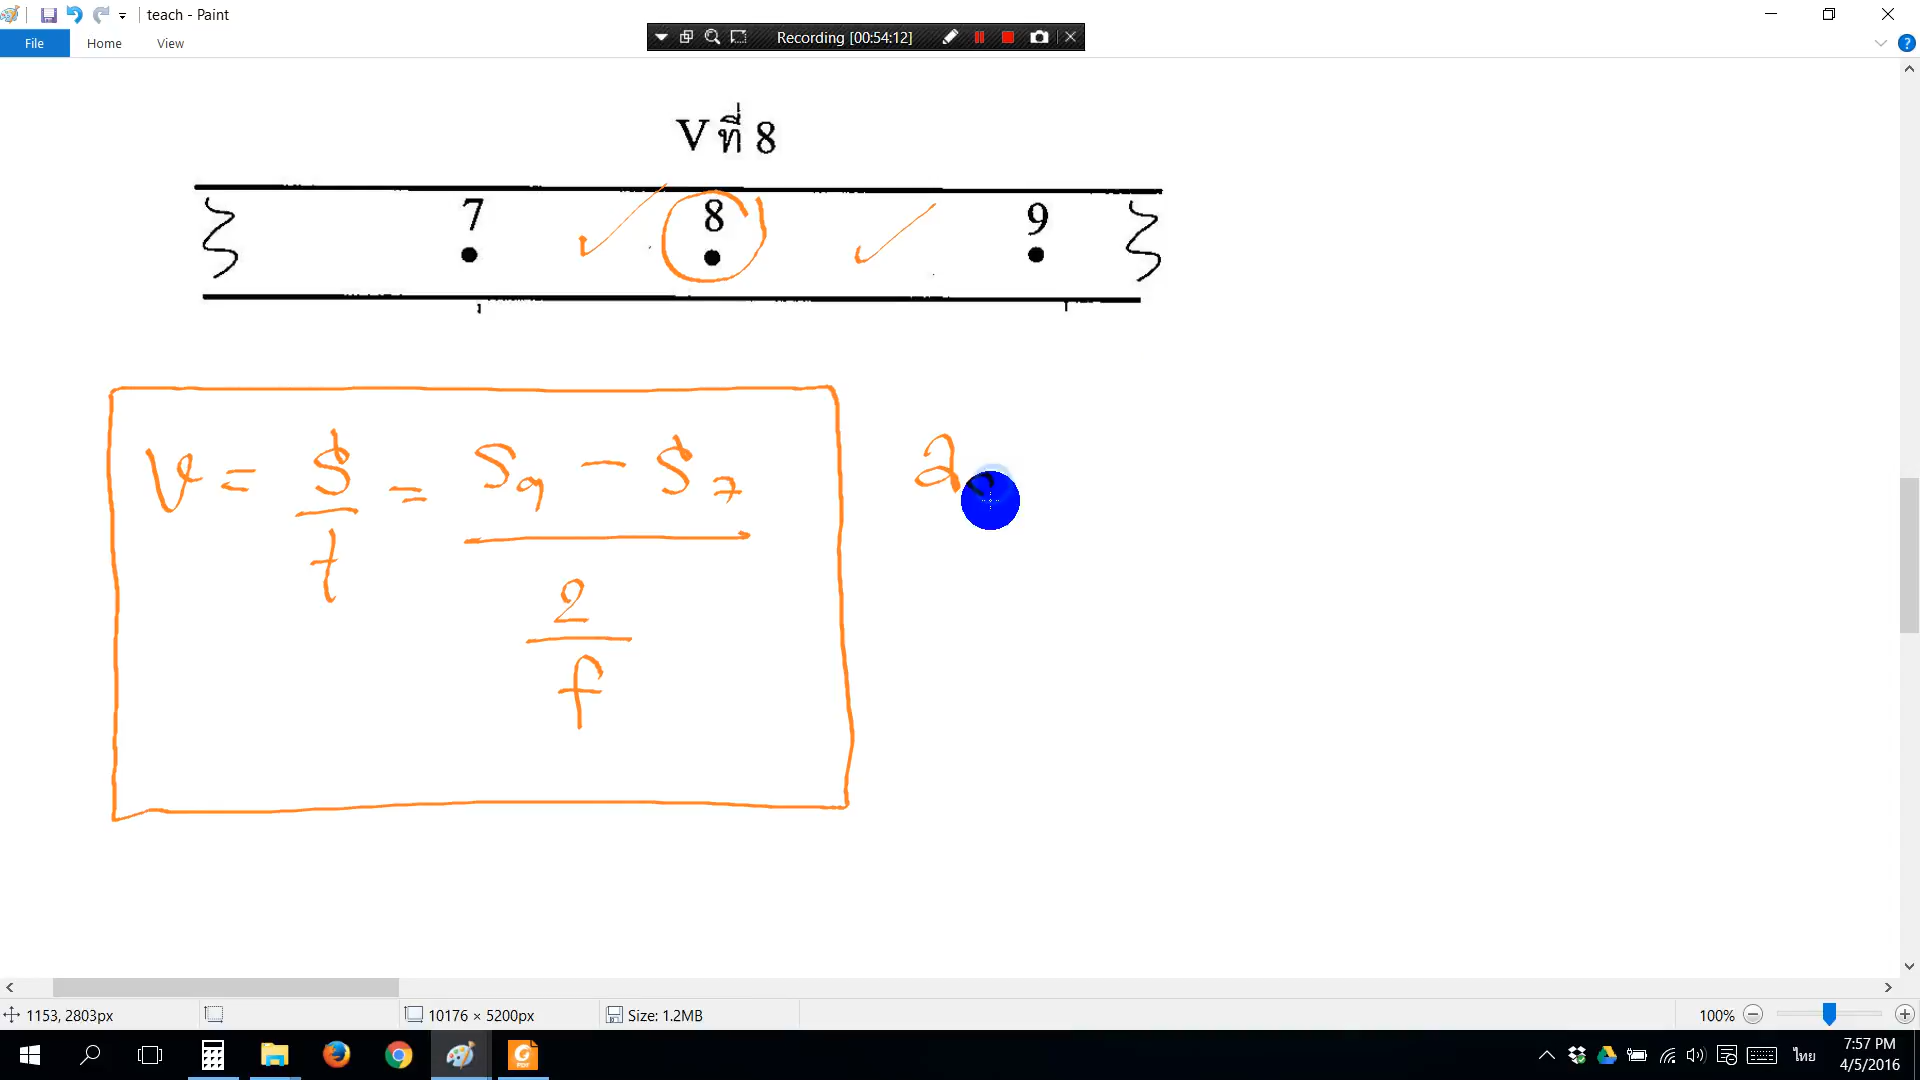 teach - Paint
Recording [00:54:12]
File Home View
V ที่ 8
7 8 9
V = S/t = S₉ - S₇
2/f
1153, 2803px
10176 × 5200px
Size: 1.2MB
100%
ไทย
7:57 PM
4/5/2016